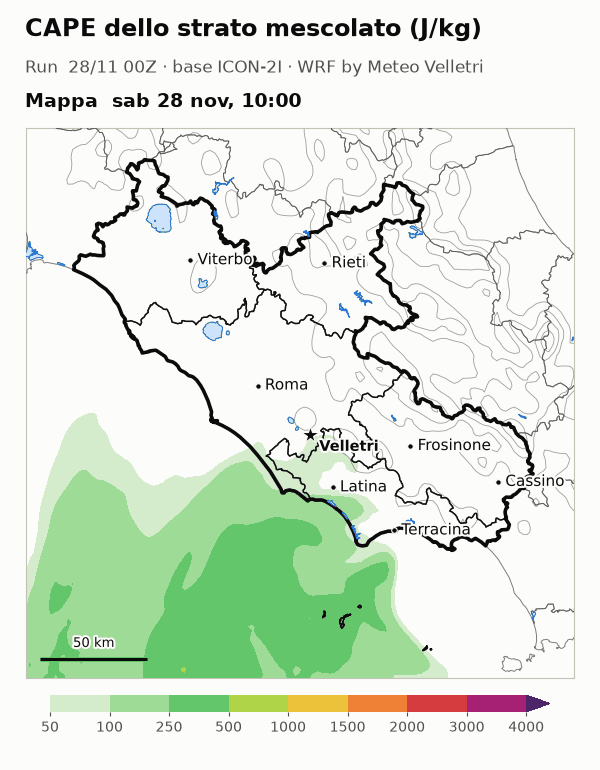 CAPE dello strato mescolato (J/kg)
Run  28/11 00Z · base ICON-2I · WRF by Meteo Velletri
Mappa  sab 28 nov, 10:00
Viterbo
Rieti
Roma
Velletri
Frosinone
Latina
Cassino
Terracina
50 km
50 100 250 500 1000 1500 2000 3000 4000